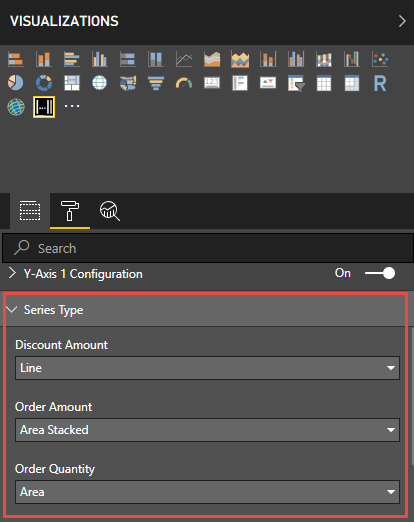 VISUALIZATIONS
R
Search
Y-Axis 1 Configuration On
Series Type
Discount Amount
Line
Order Amount
Area Stacked
Order Quantity
Area